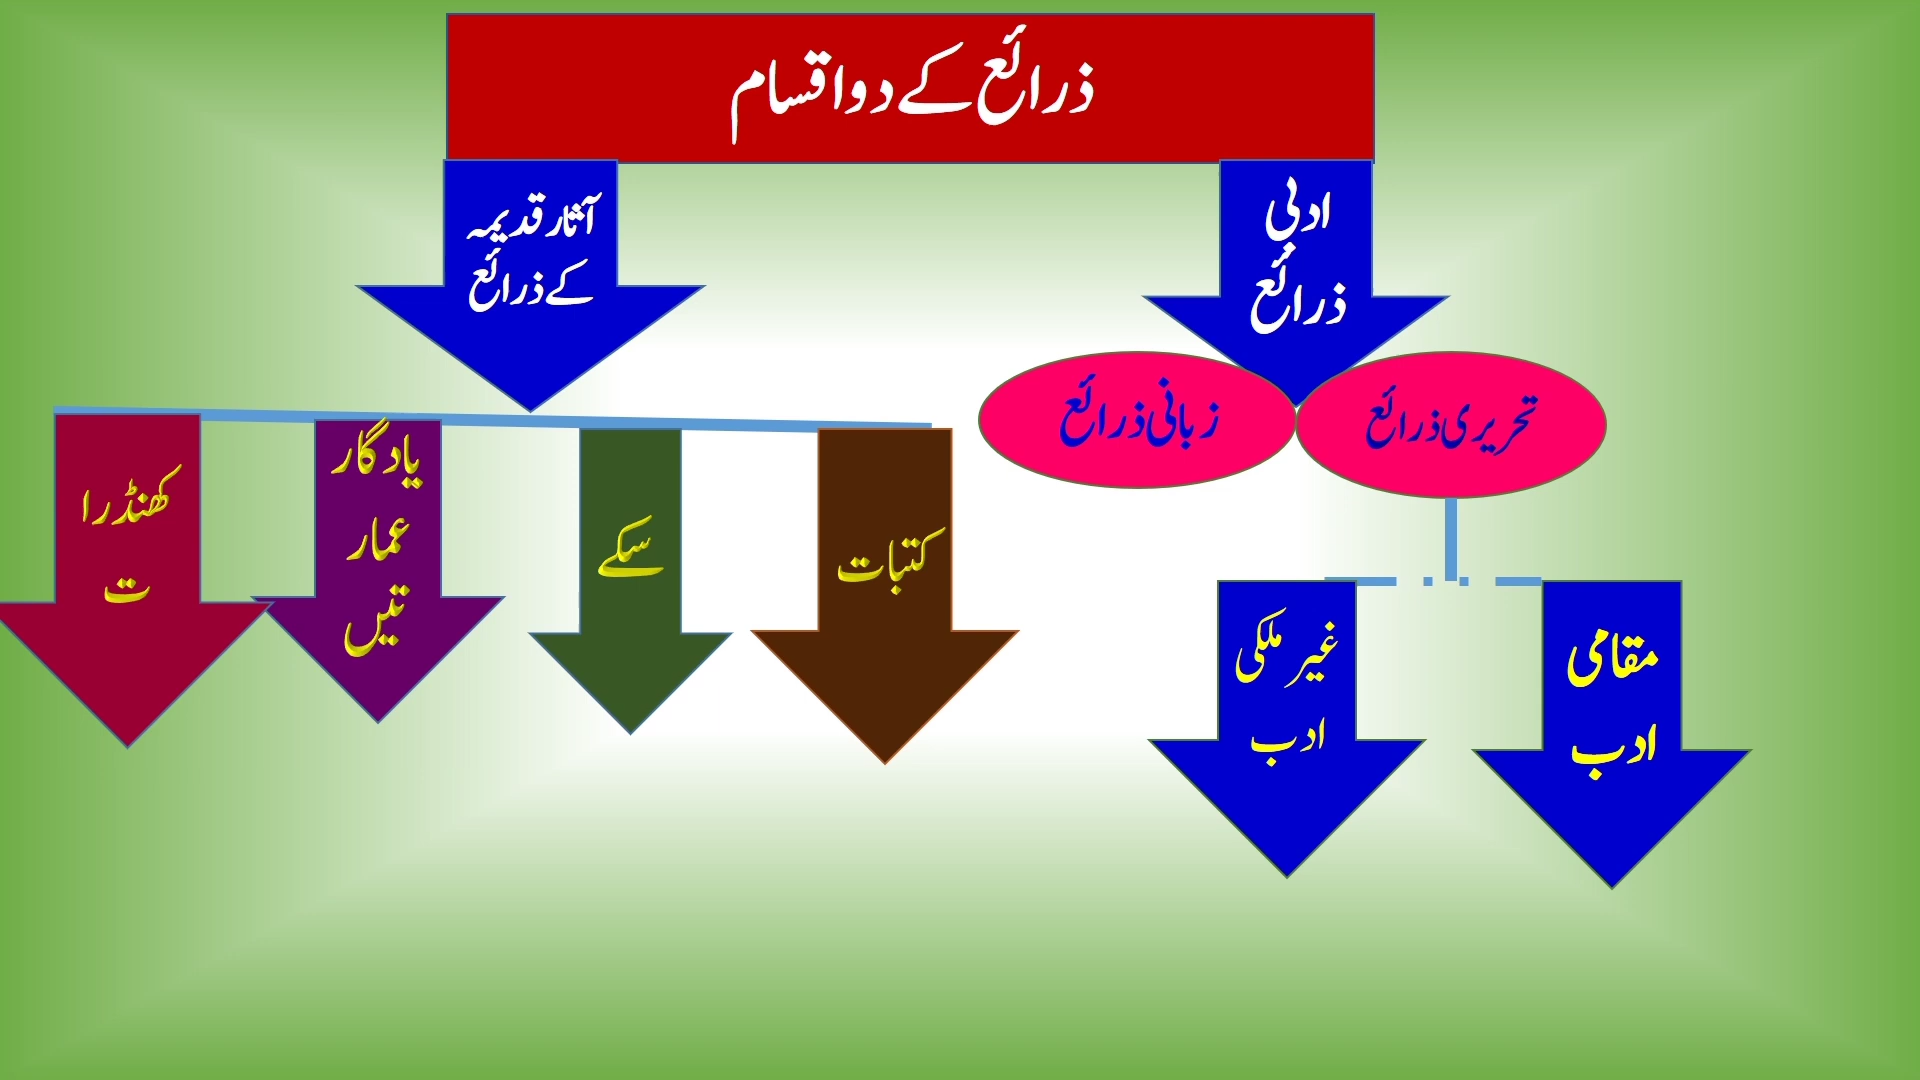 ذرائع کے دو اقسام
ادبی
ذرائع
آثار قدیمہ
کے ذرائع
تحریری ذرائع
زبانی ذرائع
مقامی
ادب
غیر ملکی
ادب
کتبات
سکے
یادگار
عمار
تیں
کھنڈرا
ت